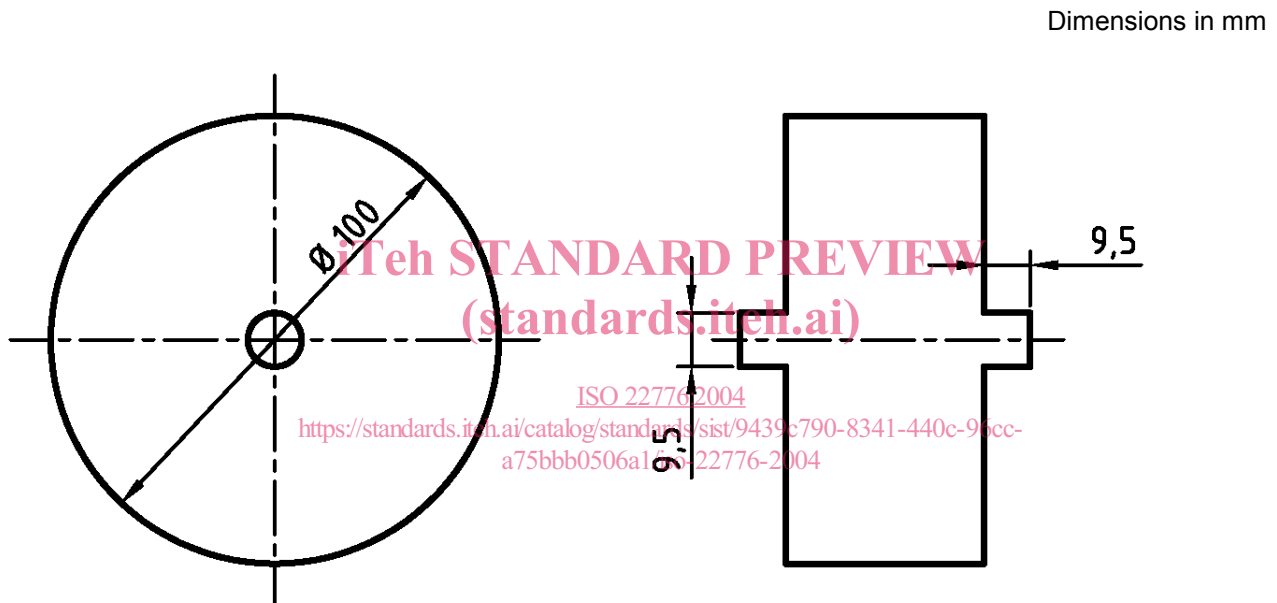 Dimensions in mm
Ø 100
9,5
iTeh STANDARD PREVIEW
(standards.iteh.ai)
ISO 22776:2004
https://standards.iteh.ai/catalog/standards/sist/9439c790-8341-440c-96cc-
a75bbb0506a1/iso-22776-2004
9,5